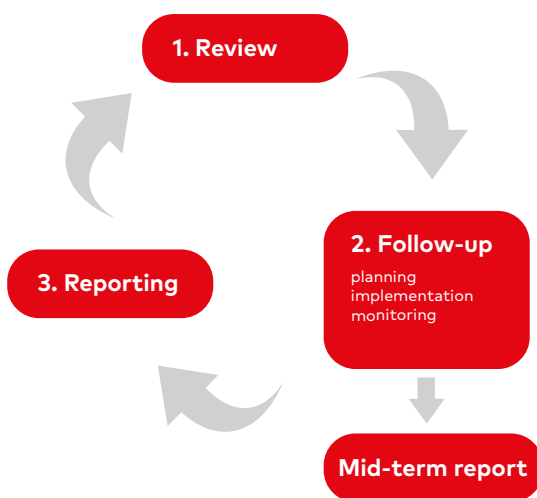 1. Review
2. Follow-up
planning
implementation
monitoring
3. Reporting
Mid-term report